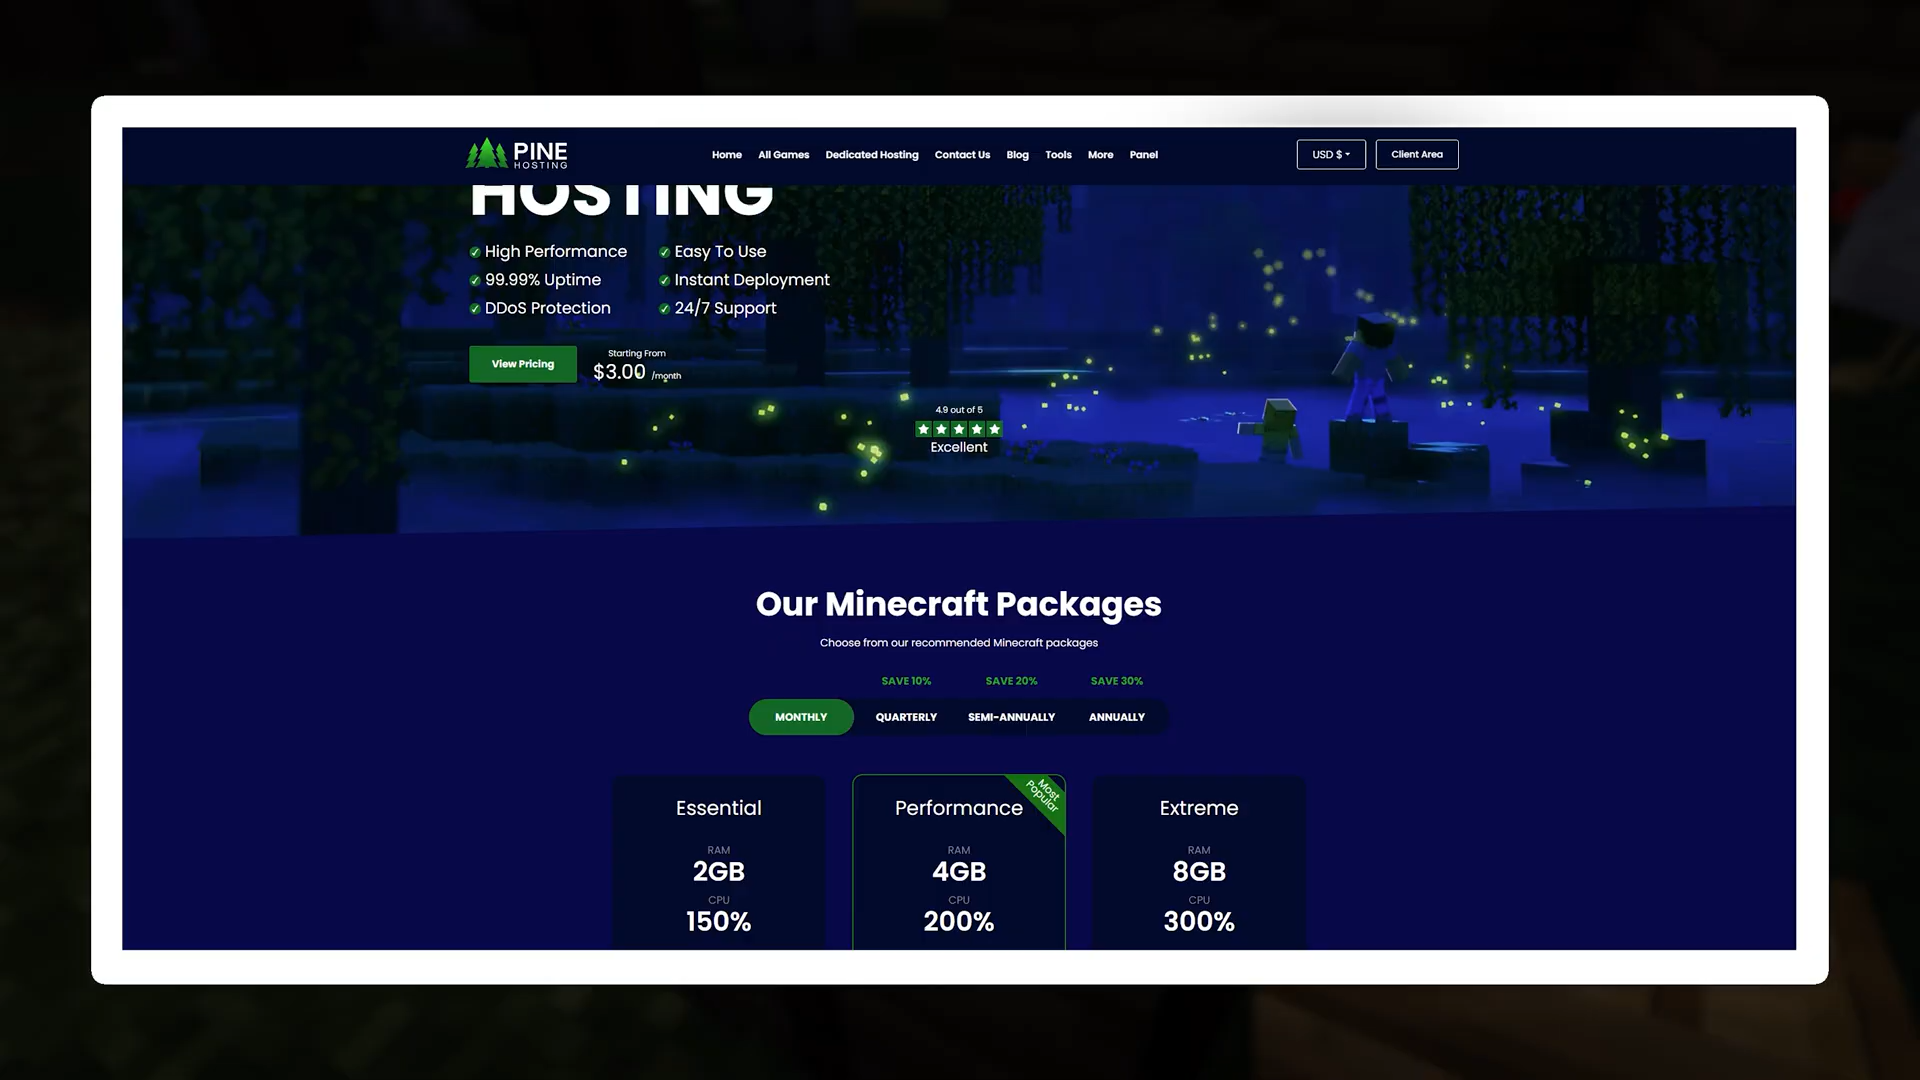 PINE
HOSTING
Home All Games Dedicated Hosting Contact Us Blog Tools More Panel
USD $ Client Area
HOSTING
High Performance Easy To Use
99.99% Uptime Instant Deployment
DDoS Protection 24/7 Support
View Pricing
Starting From
$3.00 /month
4.9 out of 5
Excellent
Our Minecraft Packages
Choose from our recommended Minecraft packages
SAVE 10% SAVE 20% SAVE 30%
MONTHLY QUARTERLY SEMI-ANNUALLY ANNUALLY
Essential
RAM
2GB
CPU
150%
Most
Popular
Performance
RAM
4GB
CPU
200%
Extreme
RAM
8GB
CPU
300%